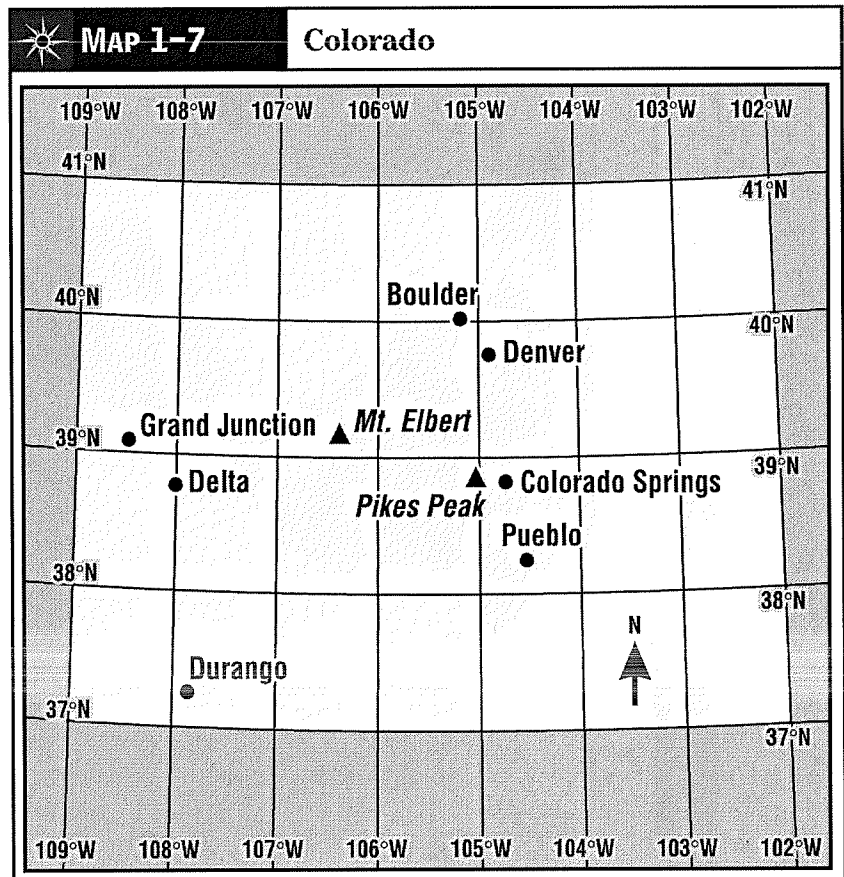 MAP 1-7 Colorado
109°W 108°W 107°W 106°W 105°W 104°W 103°W 102°W
41°N
41°N
Boulder
40°N
40°N
Denver
Grand Junction
Mt. Elbert
39°N
39°N
Delta
Colorado Springs
Pikes Peak
Pueblo
38°N
38°N
N
Durango
37°N
37°N
109°W 108°W 107°W 106°W 105°W 104°W 103°W 102°W